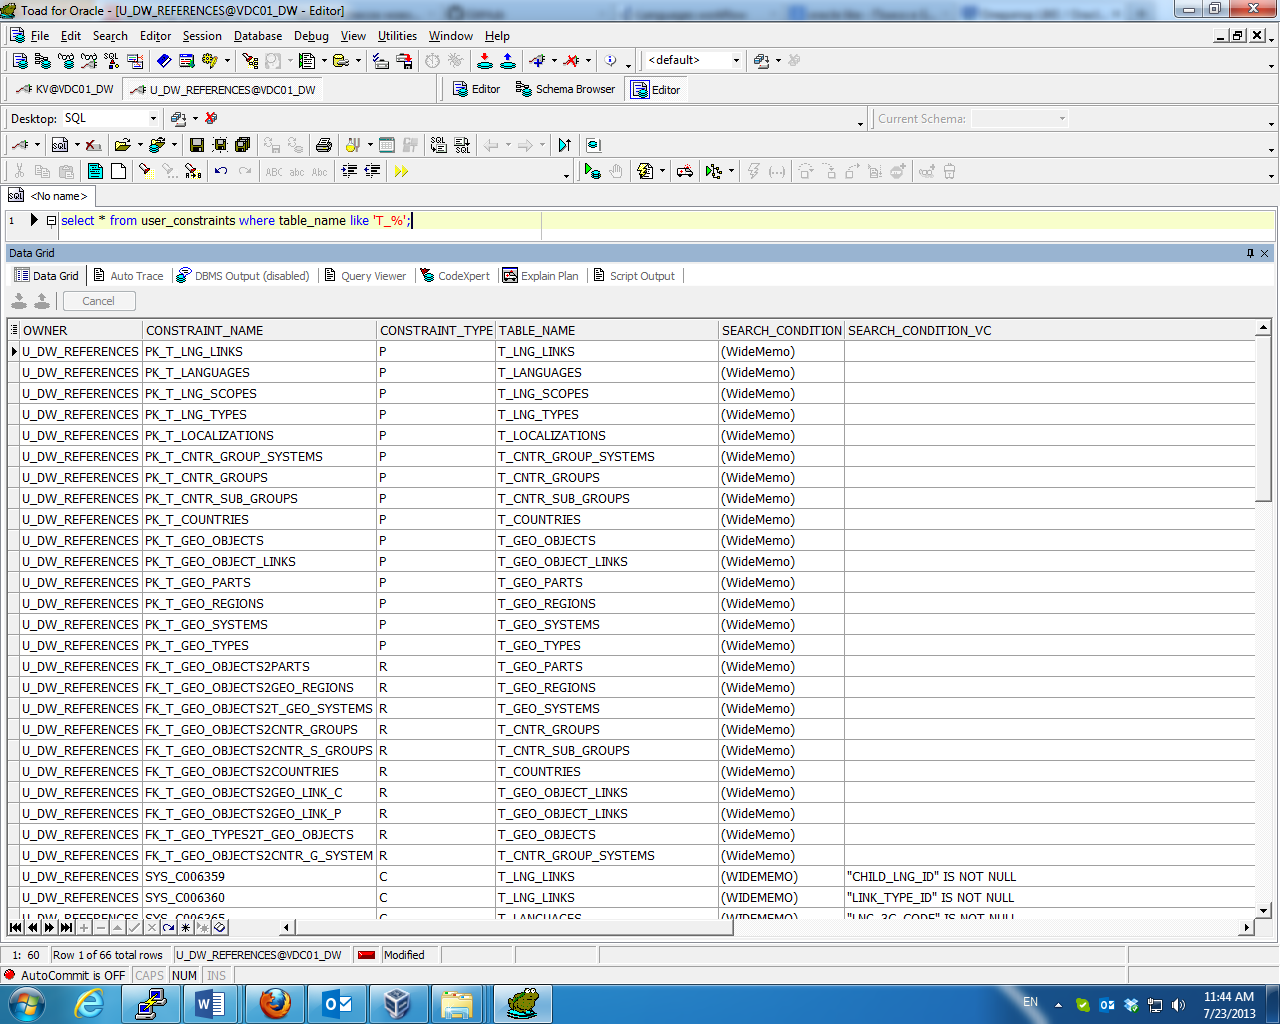 Toad for Oracle - [U_DW_REFERENCES@VDC01_DW - Editor]
File Edit Search Editor Session Database Debug View Utilities Window Help
<default>
KV@VDC01_DW U_DW_REFERENCES@VDC01_DW Editor Schema Browser Editor
Desktop: SQL Current Schema:
SQL
<No name>
1 select * from user_constraints where table_name like 'T_%';
Data Grid
Data Grid Auto Trace DBMS Output (disabled) Query Viewer CodeXpert Explain Plan Script Output
Cancel
OWNER CONSTRAINT_NAME CONSTRAINT_TYPE TABLE_NAME SEARCH_CONDITION SEARCH_CONDITION_VC
U_DW_REFERENCES PK_T_LNG_LINKS P T_LNG_LINKS (WideMemo)
U_DW_REFERENCES PK_T_LANGUAGES P T_LANGUAGES (WideMemo)
U_DW_REFERENCES PK_T_LNG_SCOPES P T_LNG_SCOPES (WideMemo)
U_DW_REFERENCES PK_T_LNG_TYPES P T_LNG_TYPES (WideMemo)
U_DW_REFERENCES PK_T_LOCALIZATIONS P T_LOCALIZATIONS (WideMemo)
U_DW_REFERENCES PK_T_CNTR_GROUP_SYSTEMS P T_CNTR_GROUP_SYSTEMS (WideMemo)
U_DW_REFERENCES PK_T_CNTR_GROUPS P T_CNTR_GROUPS (WideMemo)
U_DW_REFERENCES PK_T_CNTR_SUB_GROUPS P T_CNTR_SUB_GROUPS (WideMemo)
U_DW_REFERENCES PK_T_COUNTRIES P T_COUNTRIES (WideMemo)
U_DW_REFERENCES PK_T_GEO_OBJECTS P T_GEO_OBJECTS (WideMemo)
U_DW_REFERENCES PK_T_GEO_OBJECT_LINKS P T_GEO_OBJECT_LINKS (WideMemo)
U_DW_REFERENCES PK_T_GEO_PARTS P T_GEO_PARTS (WideMemo)
U_DW_REFERENCES PK_T_GEO_REGIONS P T_GEO_REGIONS (WideMemo)
U_DW_REFERENCES PK_T_GEO_SYSTEMS P T_GEO_SYSTEMS (WideMemo)
U_DW_REFERENCES PK_T_GEO_TYPES P T_GEO_TYPES (WideMemo)
U_DW_REFERENCES FK_T_GEO_OBJECTS2PARTS R T_GEO_PARTS (WideMemo)
U_DW_REFERENCES FK_T_GEO_OBJECTS2GEO_REGIONS R T_GEO_REGIONS (WideMemo)
U_DW_REFERENCES FK_T_GEO_OBJECTS2T_GEO_SYSTEMS R T_GEO_SYSTEMS (WideMemo)
U_DW_REFERENCES FK_T_GEO_OBJECTS2CNTR_GROUPS R T_CNTR_GROUPS (WideMemo)
U_DW_REFERENCES FK_T_GEO_OBJECTS2CNTR_S_GROUPS R T_CNTR_SUB_GROUPS (WideMemo)
U_DW_REFERENCES FK_T_GEO_OBJECTS2COUNTRIES R T_COUNTRIES (WideMemo)
U_DW_REFERENCES FK_T_GEO_OBJECTS2GEO_LINK_C R T_GEO_OBJECT_LINKS (WideMemo)
U_DW_REFERENCES FK_T_GEO_OBJECTS2GEO_LINK_P R T_GEO_OBJECT_LINKS (WideMemo)
U_DW_REFERENCES FK_T_GEO_TYPES2T_GEO_OBJECTS R T_GEO_OBJECTS (WideMemo)
U_DW_REFERENCES FK_T_GEO_OBJECTS2CNTR_G_SYSTEM R T_CNTR_GROUP_SYSTEMS (WideMemo)
U_DW_REFERENCES SYS_C006359 C T_LNG_LINKS (WIDEMEMO) "CHILD_LNG_ID" IS NOT NULL
U_DW_REFERENCES SYS_C006360 C T_LNG_LINKS (WIDEMEMO) "LINK_TYPE_ID" IS NOT NULL
U_DW_REFERENCES SYS_C006365 C T_LANGUAGES (WIDEMEMO) "LNG_3C_CODE" IS NOT NULL
1: 60 Row 1 of 66 total rows U_DW_REFERENCES@VDC01_DW Modified
AutoCommit is OFF CAPS NUM INS
EN 11:44 AM
7/23/2013